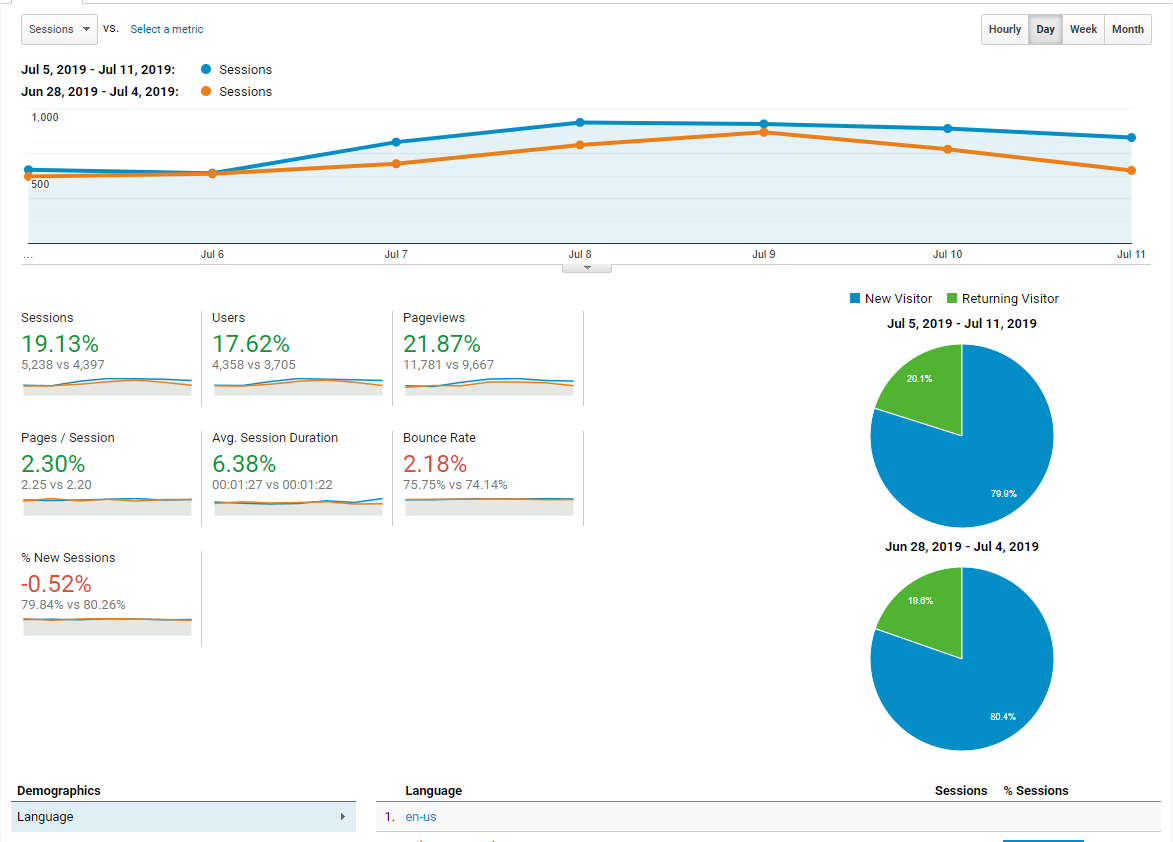 Sessions vs. Select a metric Hourly Day Week Month
Jul 5, 2019 - Jul 11, 2019: Sessions
Jun 28, 2019 - Jul 4, 2019: Sessions
1,000
500
... Jul 6 Jul 7 Jul 8 Jul 9 Jul 10 Jul 11
Sessions
19.13%
5,238 vs 4,397
Users
17.62%
4,358 vs 3,705
Pageviews
21.87%
11,781 vs 9,667
Pages / Session
2.30%
2.25 vs 2.20
Avg. Session Duration
6.38%
00:01:27 vs 00:01:22
Bounce Rate
2.18%
75.75% vs 74.14%
% New Sessions
-0.52%
79.84% vs 80.26%
New Visitor Returning Visitor
Jul 5, 2019 - Jul 11, 2019
20.1%
79.9%
Jun 28, 2019 - Jul 4, 2019
19.6%
80.4%
Demographics
Language
Language Sessions % Sessions
1. en-us